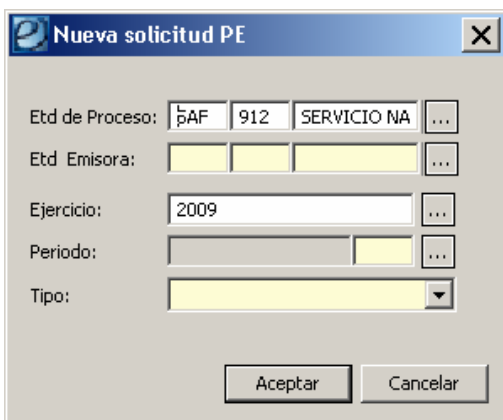 Nueva solicitud PE
Etd de Proceso: SAF 912 SERVICIO NA ...
Etd Emisora: ...
Ejercicio: 2009 ...
Periodo: ...
Tipo:
Aceptar Cancelar